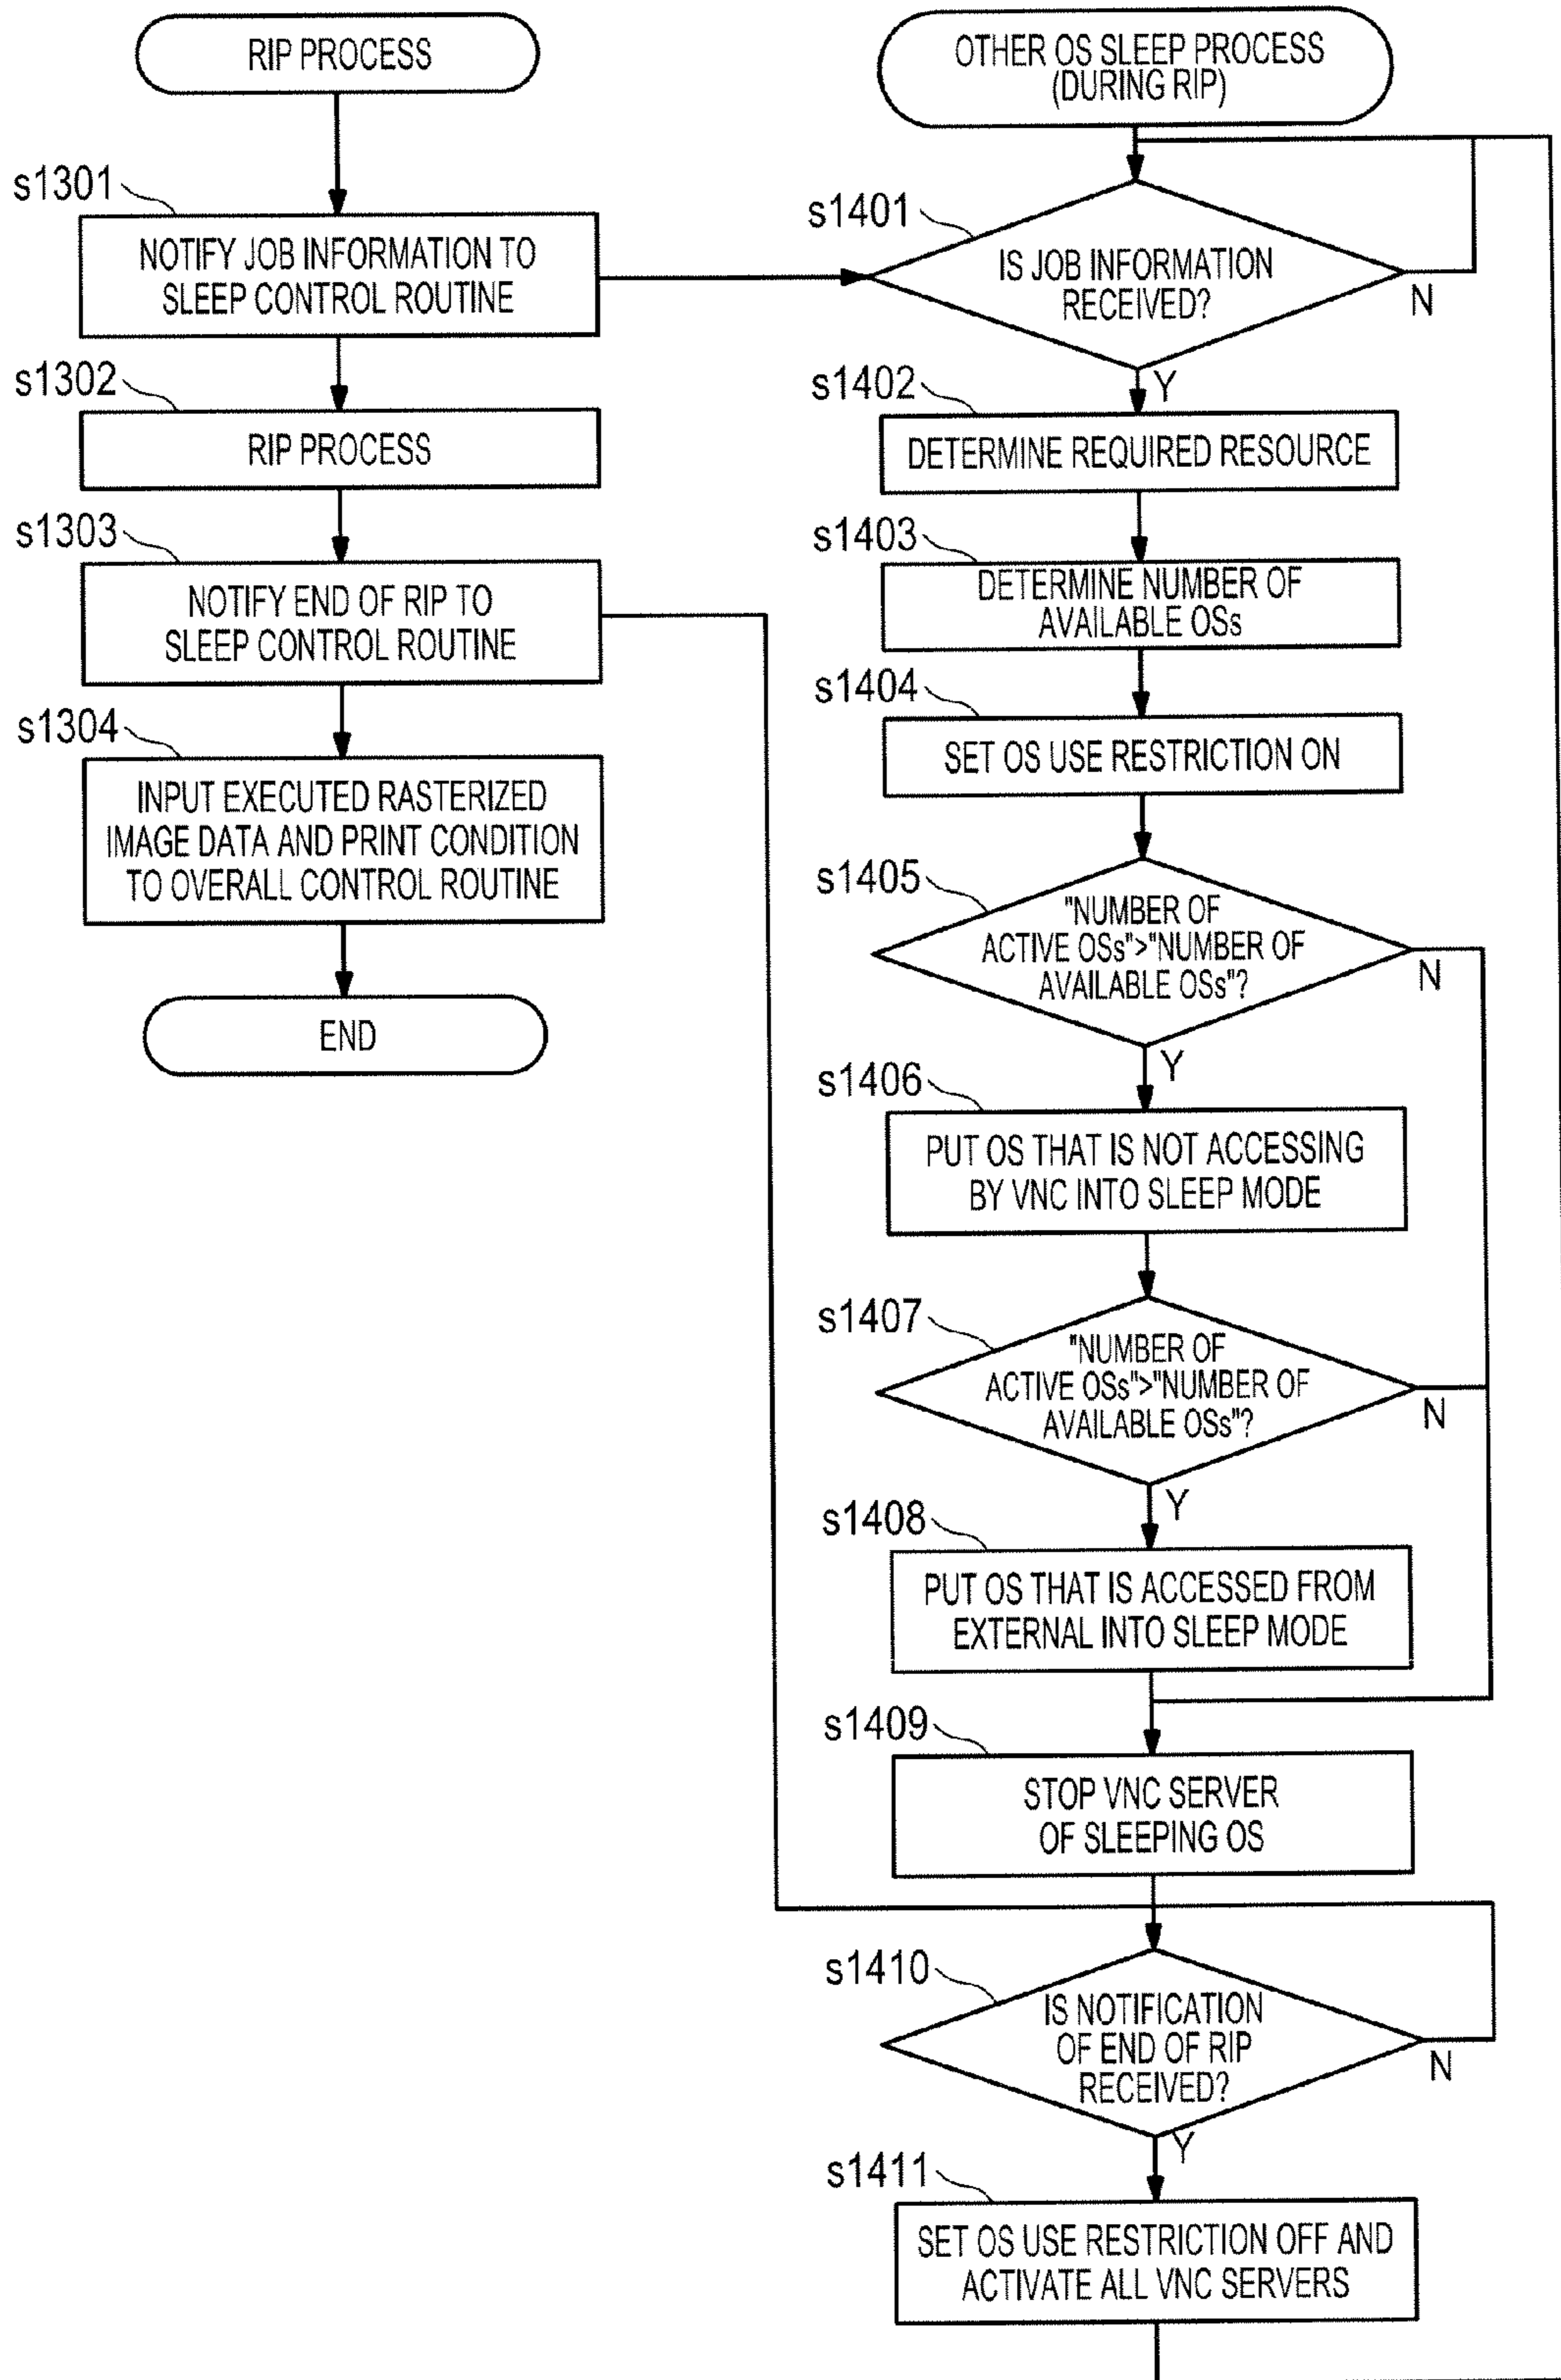 RIP PROCESS
s1301
NOTIFY JOB INFORMATION TO
SLEEP CONTROL ROUTINE
s1302
RIP PROCESS
s1303
NOTIFY END OF RIP TO
SLEEP CONTROL ROUTINE
s1304
INPUT EXECUTED RASTERIZED
IMAGE DATA AND PRINT CONDITION
TO OVERALL CONTROL ROUTINE
END
OTHER OS SLEEP PROCESS
(DURING RIP)
s1401
IS JOB INFORMATION
RECEIVED?
N
Y
s1402
DETERMINE REQUIRED RESOURCE
s1403
DETERMINE NUMBER OF
AVAILABLE OSs
s1404
SET OS USE RESTRICTION ON
s1405
"NUMBER OF
ACTIVE OSs">"NUMBER OF
AVAILABLE OSs"?
N
Y
s1406
PUT OS THAT IS NOT ACCESSING
BY VNC INTO SLEEP MODE
s1407
"NUMBER OF
ACTIVE OSs">"NUMBER OF
AVAILABLE OSs"?
N
Y
s1408
PUT OS THAT IS ACCESSED FROM
EXTERNAL INTO SLEEP MODE
s1409
STOP VNC SERVER
OF SLEEPING OS
s1410
IS NOTIFICATION
OF END OF RIP
RECEIVED?
N
Y
s1411
SET OS USE RESTRICTION OFF AND
ACTIVATE ALL VNC SERVERS